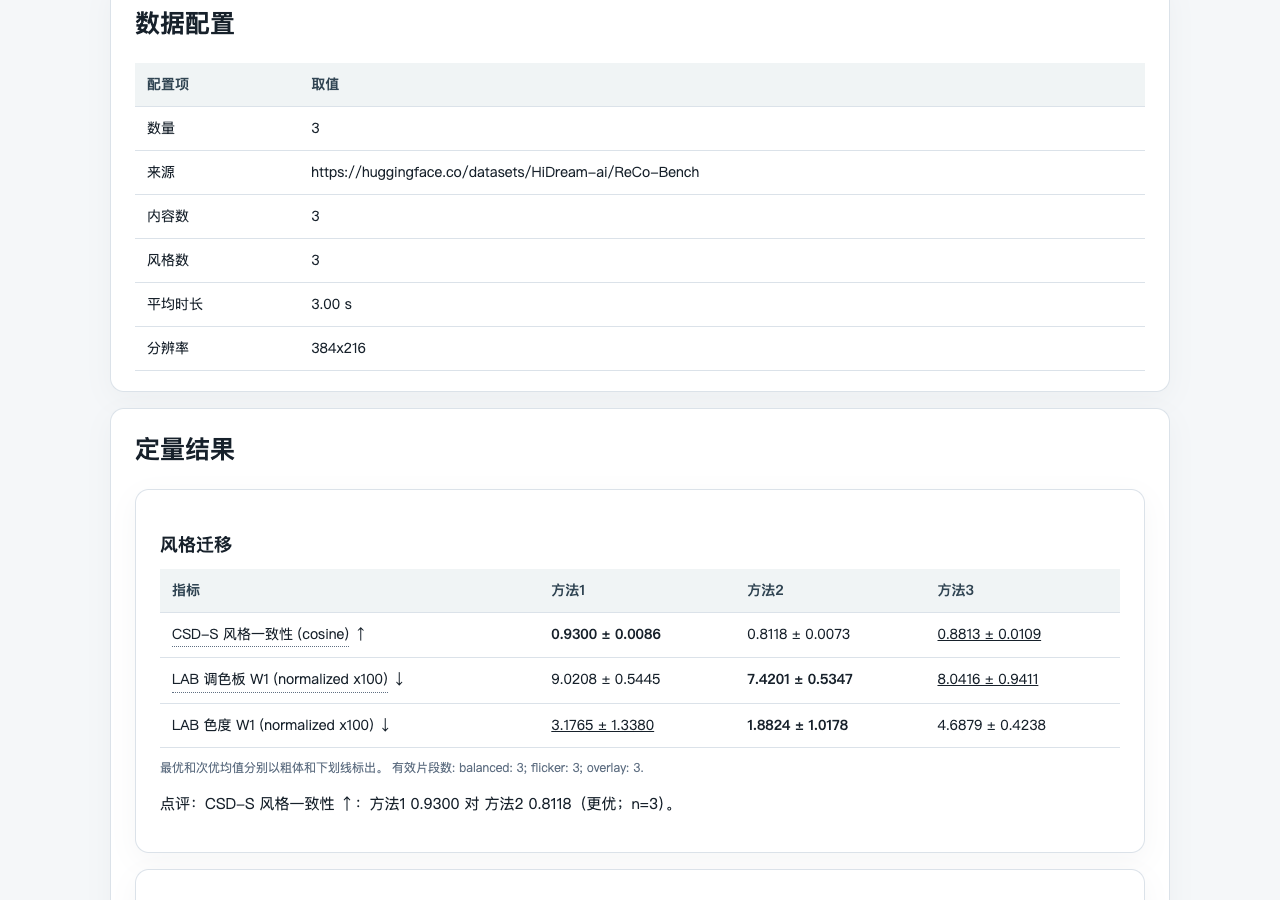 数据配置
配置项 取值
数量 3
来源 https://huggingface.co/datasets/HiDream-ai/ReCo-Bench
内容数 3
风格数 3
平均时长 3.00 s
分辨率 384x216
定量结果
风格迁移
指标 方法1 方法2 方法3
CSD-S 风格一致性 (cosine) ↑ 0.9300 ± 0.0086 0.8118 ± 0.0073 0.8813 ± 0.0109
LAB 调色板 W1 (normalized x100) ↓ 9.0208 ± 0.5445 7.4201 ± 0.5347 8.0416 ± 0.9411
LAB 色度 W1 (normalized x100) ↓ 3.1765 ± 1.3380 1.8824 ± 1.0178 4.6879 ± 0.4238
最优和次优均值分别以粗体和下划线标出。 有效片段数: balanced: 3; flicker: 3; overlay: 3.
点评：CSD-S 风格一致性 ↑：方法1 0.9300 对 方法2 0.8118（更优；n=3）。